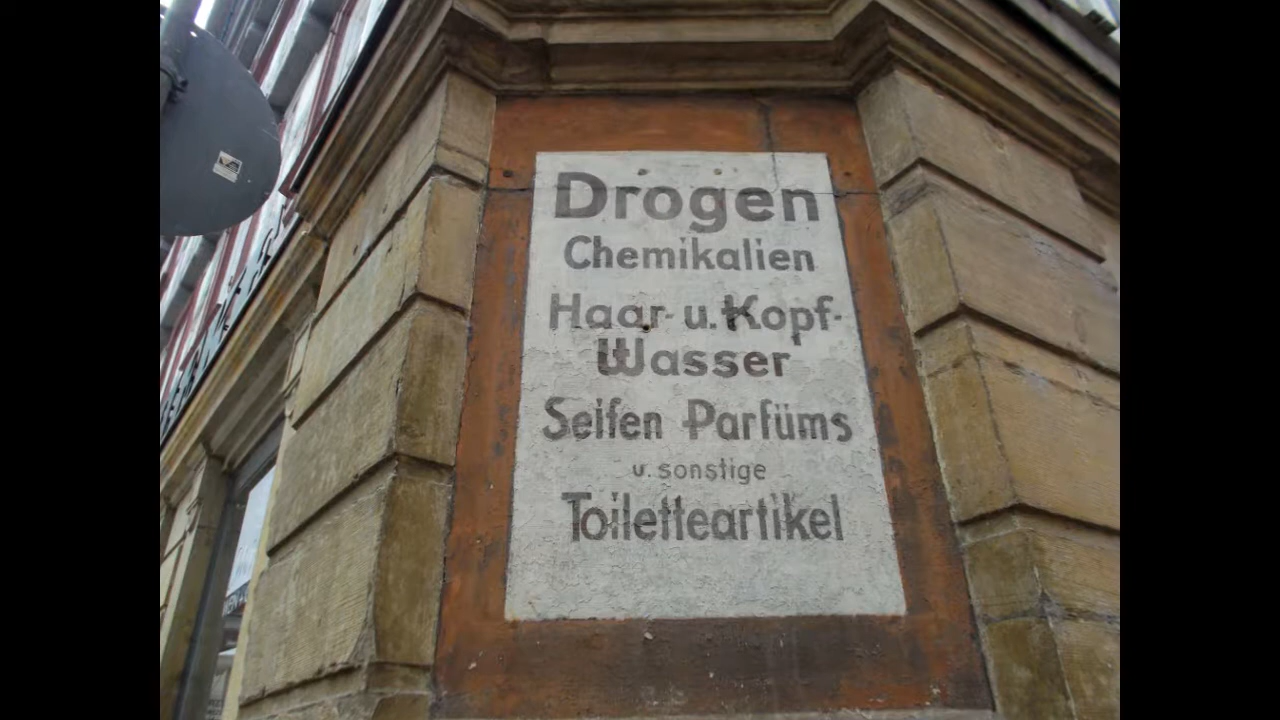 Drogen
Chemikalien
Haar- u. Kopf-
Wasser
Seifen Parfüms
u. sonstige
Toiletteartikel